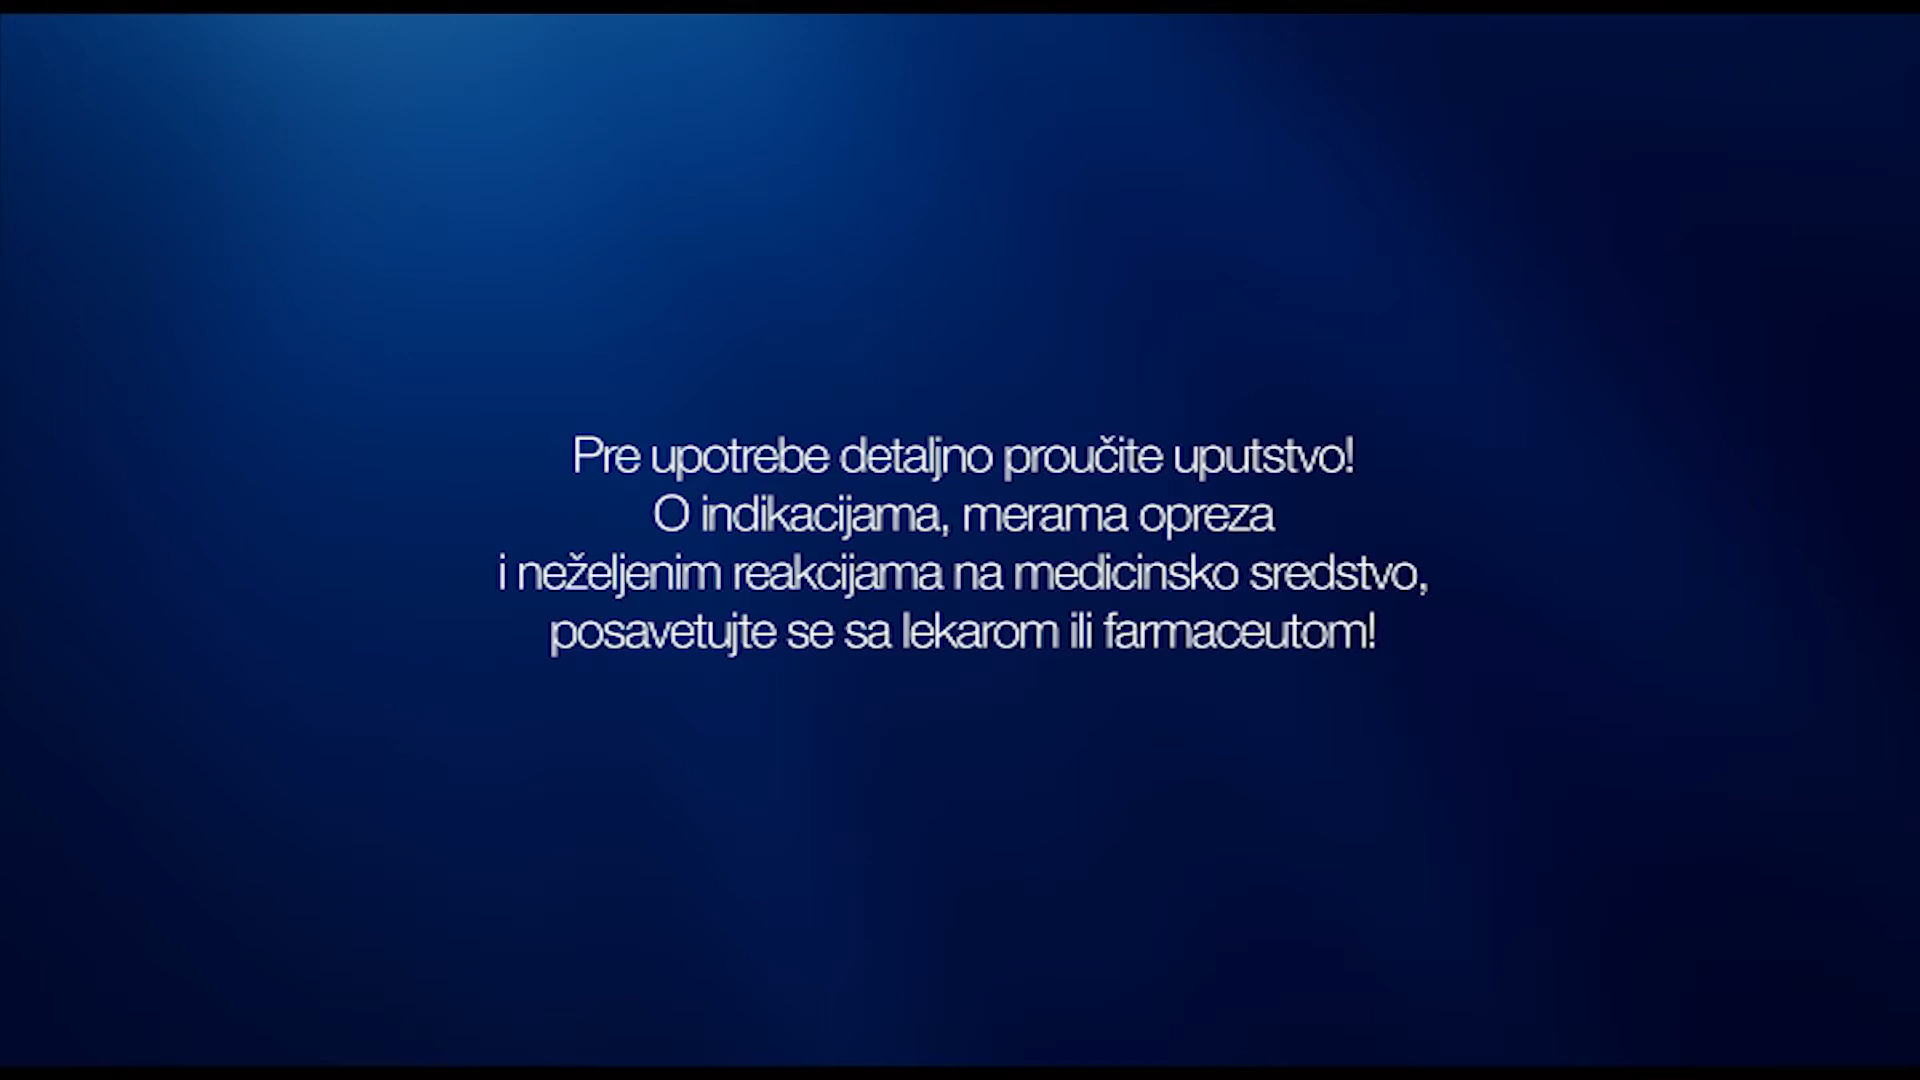 Pre upotrebe detaljno proučite uputstvo!
O indikacijama, merama opreza
i neželjenim reakcijama na medicinsko sredstvo,
posavetujte se sa lekarom ili farmaceutom!